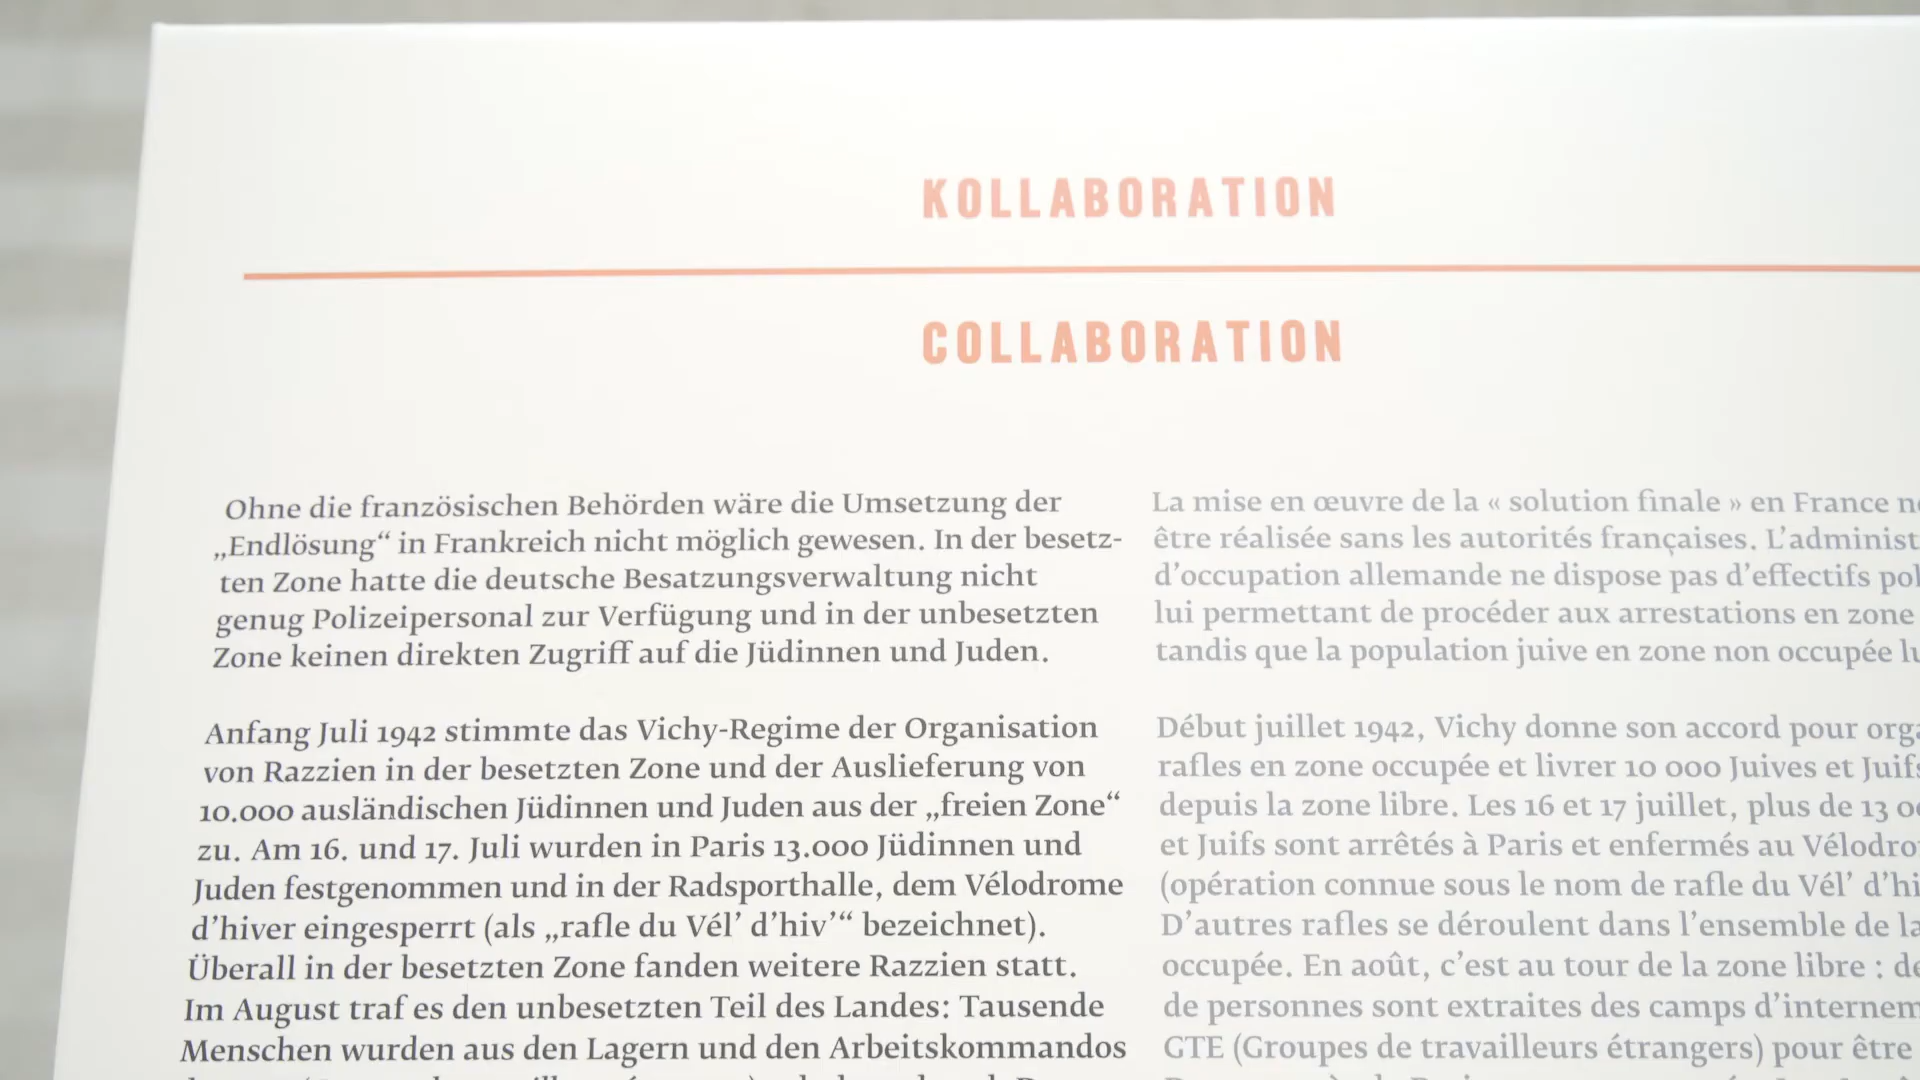 KOLLABORATION
COLLABORATION
Ohne die französischen Behörden wäre die Umsetzung der
„Endlösung“ in Frankreich nicht möglich gewesen. In der besetz-
ten Zone hatte die deutsche Besatzungsverwaltung nicht
genug Polizeipersonal zur Verfügung und in der unbesetzten
Zone keinen direkten Zugriff auf die Jüdinnen und Juden.
Anfang Juli 1942 stimmte das Vichy-Regime der Organisation
von Razzien in der besetzten Zone und der Auslieferung von
10.000 ausländischen Jüdinnen und Juden aus der „freien Zone“
zu. Am 16. und 17. Juli wurden in Paris 13.000 Jüdinnen und
Juden festgenommen und in der Radsporthalle, dem Vélodrome
d’hiver eingesperrt (als „rafle du Vél’ d’hiv’“ bezeichnet).
Überall in der besetzten Zone fanden weitere Razzien statt.
Im August traf es den unbesetzten Teil des Landes: Tausende
Menschen wurden aus den Lagern und den Arbeitskommandos
La mise en œuvre de la « solution finale » en France
être réalisée sans les autorités françaises.
d’occupation allemande ne dispose pas d’effectifs
lui permettant de procéder aux arrestations en zone
tandis que la population juive en zone non occupée
Début juillet 1942, Vichy donne son accord pour
rafles en zone occupée et livrer 10 000 Juives et
depuis la zone libre. Les 16 et 17 juillet, plus de 13
et Juifs sont arrêtés à Paris et enfermés au
(opération connue sous le nom de rafle du Vél’
D’autres rafles se déroulent dans l’ensemble de
occupée. En août, c’est au tour de la zone libre :
de personnes sont extraites des camps
GTE (Groupes de travailleurs étrangers) pour être